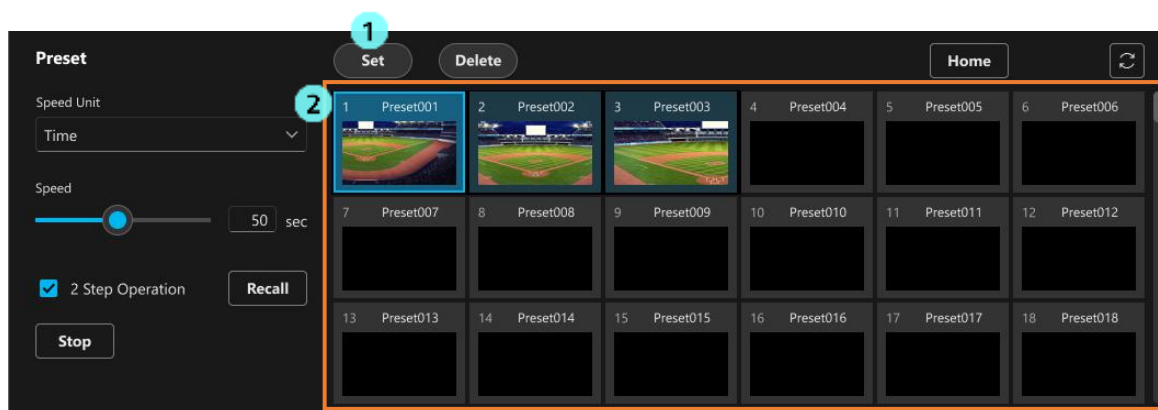 1
Preset
Set
Delete
Home
Speed Unit
Time
Speed
50 sec
2 Step Operation
Recall
Stop
2
1 Preset001
2 Preset002
3 Preset003
4 Preset004
5 Preset005
6 Preset006
7 Preset007
8 Preset008
9 Preset009
10 Preset010
11 Preset011
12 Preset012
13 Preset013
14 Preset014
15 Preset015
16 Preset016
17 Preset017
18 Preset018